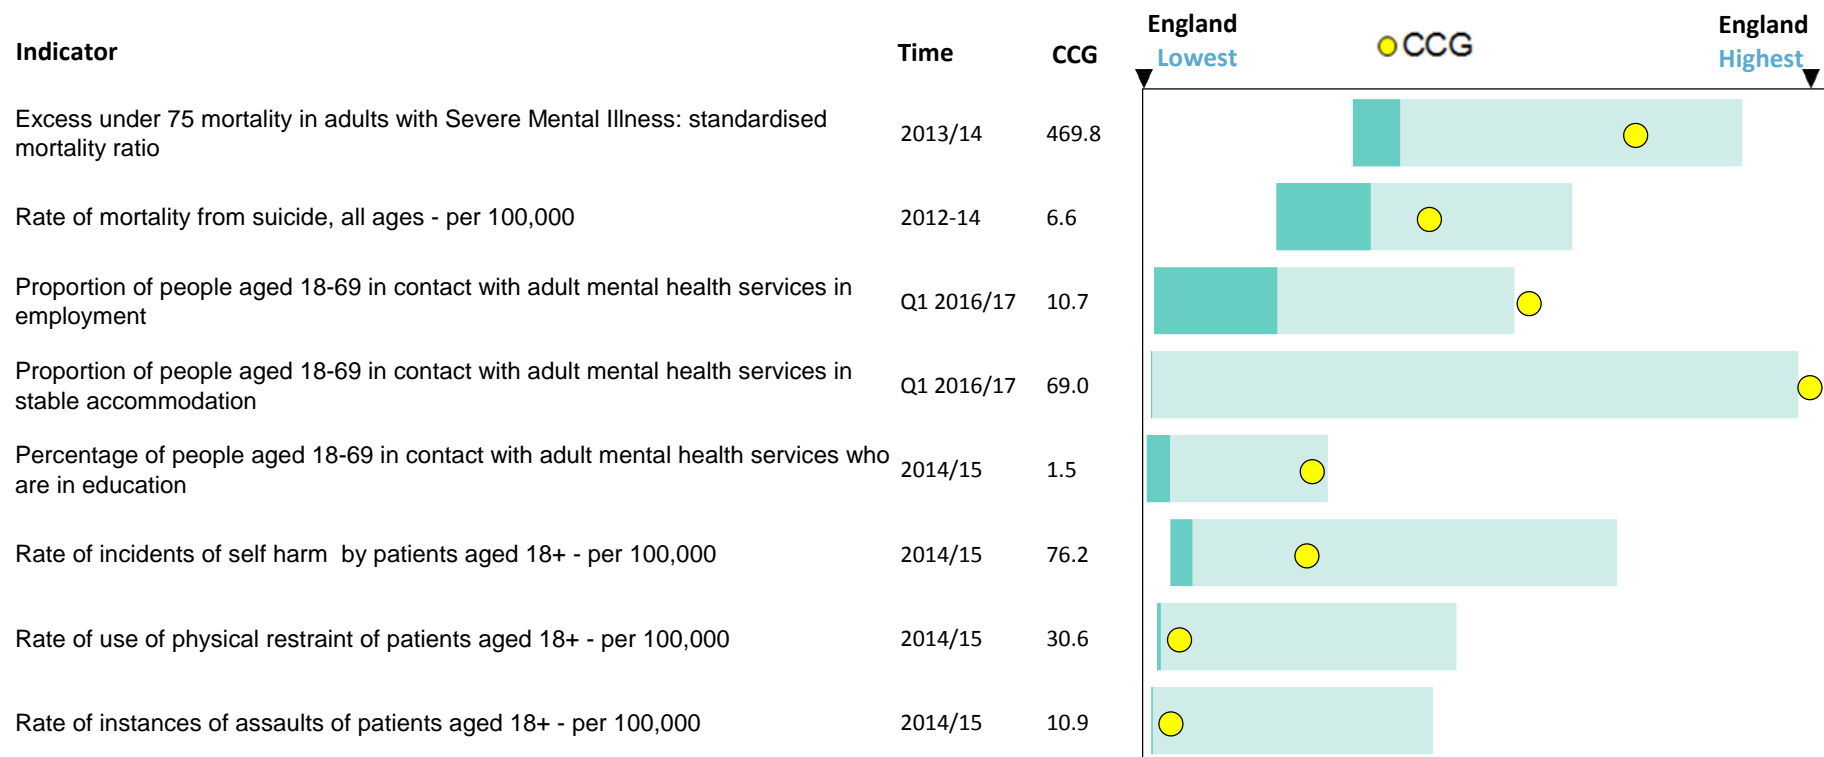 England England
Indicator Time CCG Lowest CCG Highest
Excess under 75 mortality in adults with Severe Mental Illness: standardised
mortality ratio 2013/14 469.8
Rate of mortality from suicide, all ages - per 100,000 2012-14 6.6
Proportion of people aged 18-69 in contact with adult mental health services in
employment Q1 2016/17 10.7
Proportion of people aged 18-69 in contact with adult mental health services in
stable accommodation Q1 2016/17 69.0
Percentage of people aged 18-69 in contact with adult mental health services who
are in education 2014/15 1.5
Rate of incidents of self harm  by patients aged 18+ - per 100,000 2014/15 76.2
Rate of use of physical restraint of patients aged 18+ - per 100,000 2014/15 30.6
Rate of instances of assaults of patients aged 18+ - per 100,000 2014/15 10.9